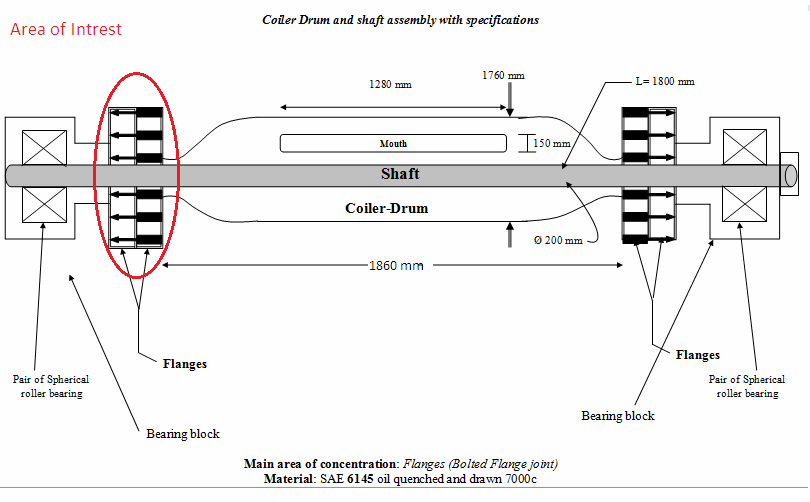 Coiler Drum and shaft assembly with specifications
Area of Intrest
1280 mm
1760 mm
L= 1800 mm
Mouth
150 mm
Shaft
Coiler-Drum
Ø 200 mm
1860 mm
Flanges
Flanges
Pair of Spherical
roller bearing
Pair of Spherical
roller bearing
Bearing block
Bearing block
Main area of concentration: Flanges (Bolted Flange joint)
Material: SAE 6145 oil quenched and drawn 7000c